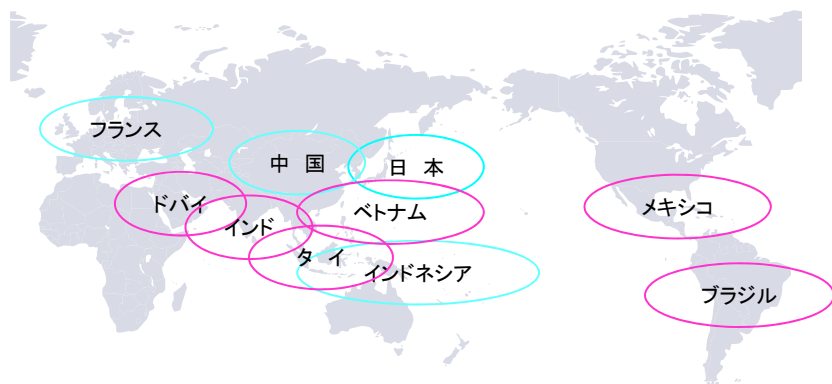 フランス
中 国
日 本
ドバイ
インド
ベトナム
メキシコ
タ イ
インドネシア
ブラジル